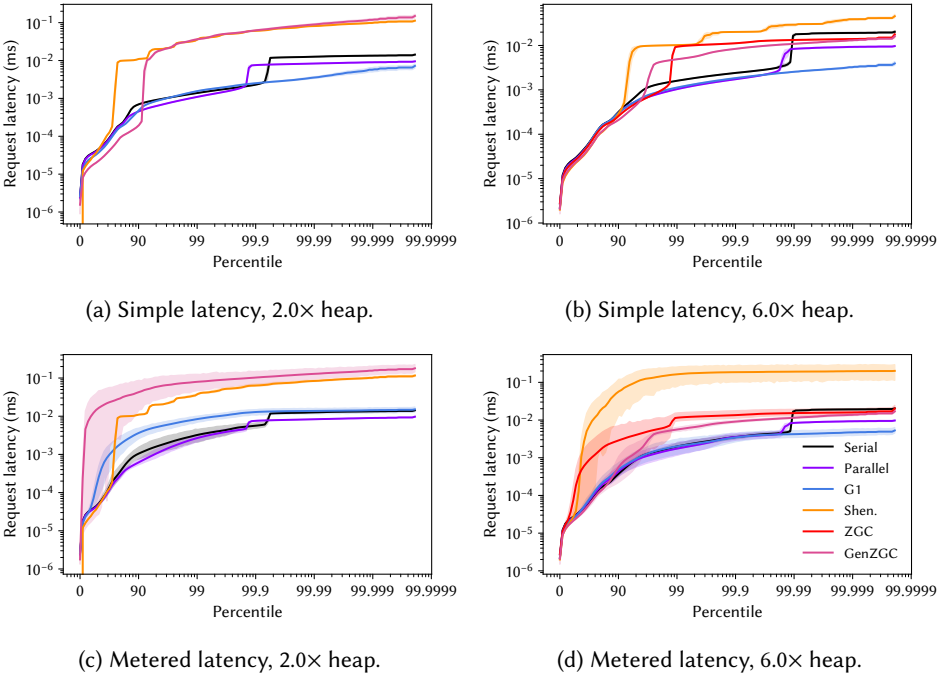 10⁻¹
10⁻²
10⁻³
10⁻⁴
10⁻⁵
10⁻⁶
Request latency (ms)
0 90 99 99.9 99.99 99.999 99.9999
Percentile
(a) Simple latency, 2.0× heap.
10⁻¹
10⁻²
10⁻³
10⁻⁴
10⁻⁵
10⁻⁶
Request latency (ms)
0 90 99 99.9 99.99 99.999 99.9999
Percentile
(b) Simple latency, 6.0× heap.
10⁻¹
10⁻²
10⁻³
10⁻⁴
10⁻⁵
10⁻⁶
Request latency (ms)
0 90 99 99.9 99.99 99.999 99.9999
Percentile
(c) Metered latency, 2.0× heap.
10⁻¹
10⁻²
10⁻³
10⁻⁴
10⁻⁵
10⁻⁶
Request latency (ms)
Serial
Parallel
G1
Shen.
ZGC
GenZGC
0 90 99 99.9 99.99 99.999 99.9999
Percentile
(d) Metered latency, 6.0× heap.